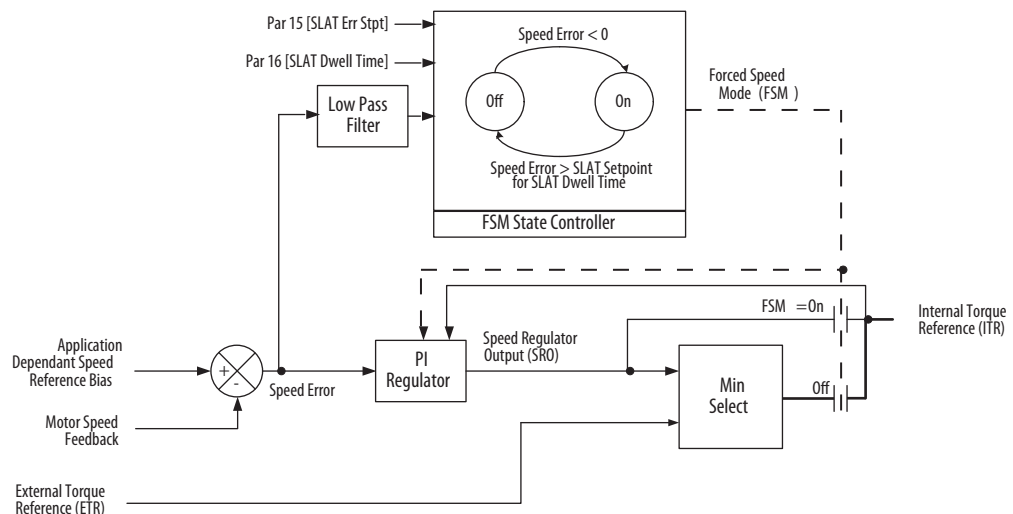 Par 15 [SLAT Err Stpt]
Par 16 [SLAT Dwell Time]
Low Pass
Filter
Speed Error < 0
Off
On
Speed Error > SLAT Setpoint
for SLAT Dwell Time
FSM State Controller
Forced Speed
Mode (FSM )
Application
Dependant Speed
Reference Bias
+
-
Speed Error
Motor Speed
Feedback
PI
Regulator
Speed Regulator
Output (SRO)
FSM =On
Internal Torque
Reference (ITR)
Min
Select
Off
External Torque
Reference (ETR)